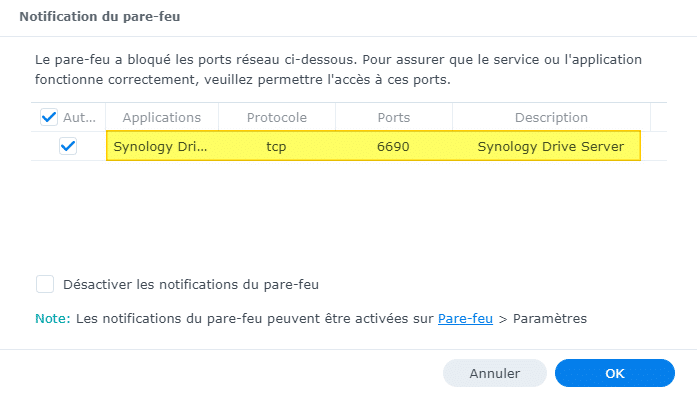 Notification du pare-feu
Le pare-feu a bloqué les ports réseau ci-dessous. Pour assurer que le service ou l'application
fonctionne correctement, veuillez permettre l'accès à ces ports.
Aut... Applications Protocole Ports Description
Synology Dri... tcp 6690 Synology Drive Server
Désactiver les notifications du pare-feu
Note: Les notifications du pare-feu peuvent être activées sur Pare-feu > Paramètres
Annuler OK